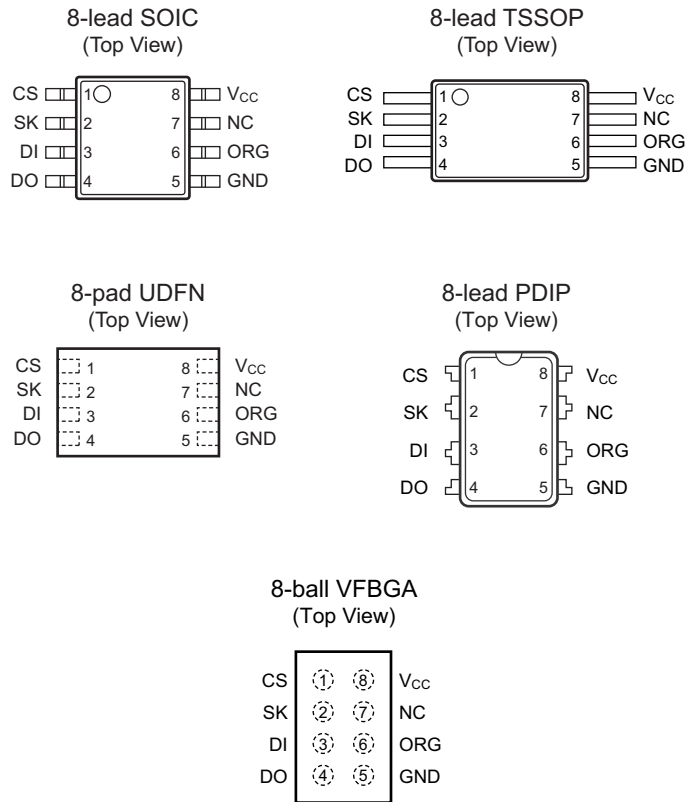 8-lead SOIC
(Top View)
CS 1 8 VCC
SK 2 7 NC
DI 3 6 ORG
DO 4 5 GND
8-lead TSSOP
(Top View)
CS 1 8 VCC
SK 2 7 NC
DI 3 6 ORG
DO 4 5 GND
8-pad UDFN
(Top View)
CS 1 8 VCC
SK 2 7 NC
DI 3 6 ORG
DO 4 5 GND
8-lead PDIP
(Top View)
CS 1 8 VCC
SK 2 7 NC
DI 3 6 ORG
DO 4 5 GND
8-ball VFBGA
(Top View)
CS 1 8 VCC
SK 2 7 NC
DI 3 6 ORG
DO 4 5 GND